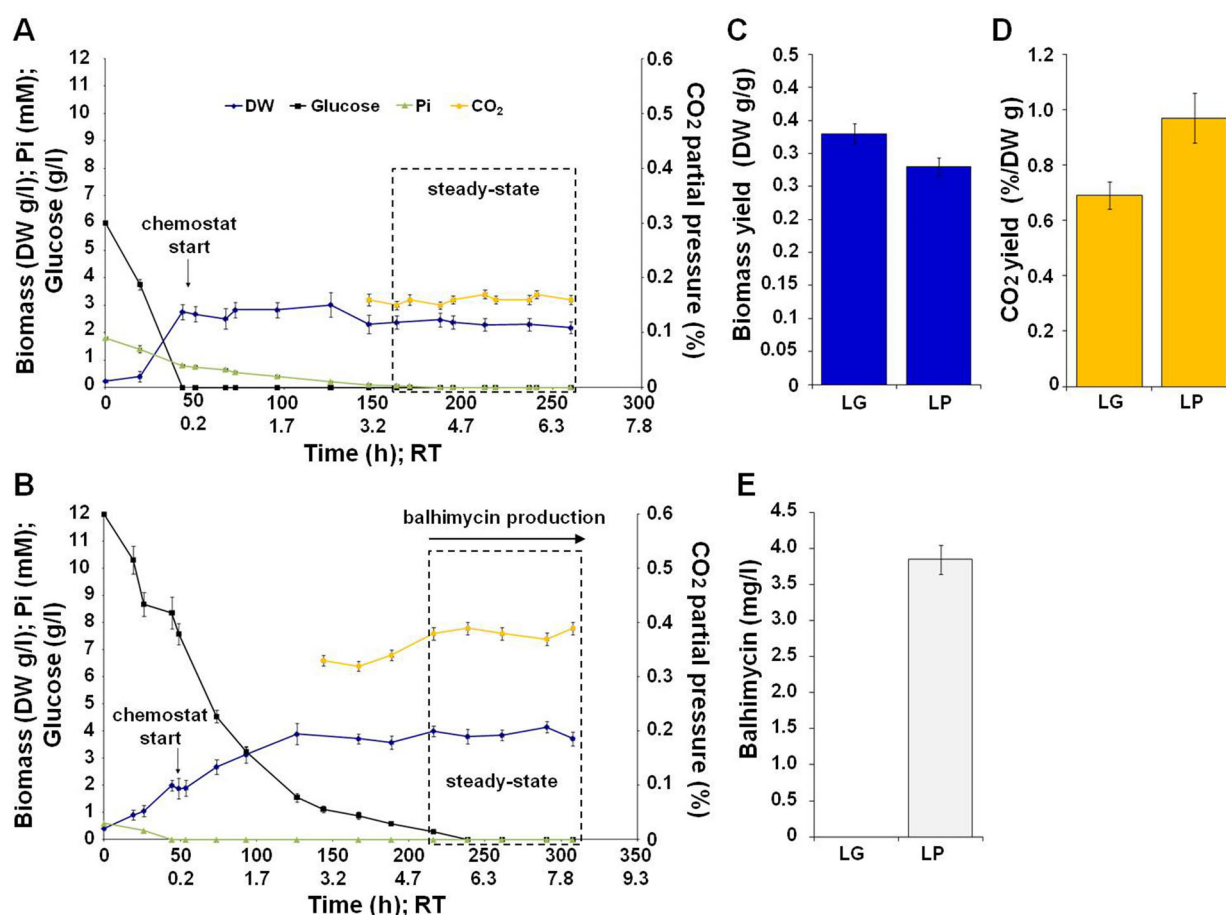 A
Biomass (DW g/l); Pi (mM);
Glucose (g/l)
12
11
10
9
8
7
6
5
4
3
2
1
0
DW Glucose Pi CO2
chemostat
start
steady-state
0.6
0.5
0.4
0.3
0.2
0.1
0
CO2 partial pressure (%)
0 50 100 150 200 250 300
0.2 1.7 3.2 4.7 6.3 7.8
Time (h); RT
B
Biomass (DW g/l); Pi (mM);
Glucose (g/l)
12
11
10
9
8
7
6
5
4
3
2
1
0
balhimycin production
chemostat
start
steady-state
0.6
0.5
0.4
0.3
0.2
0.1
0
CO2 partial pressure (%)
0 50 100 150 200 250 300 350
0.2 1.7 3.2 4.7 6.3 7.8 9.3
Time (h); RT
C
Biomass yield (DW g/g)
0.5
0.4
0.4
0.3
0.3
0.2
0.2
0.1
0.05
0
LG LP
D
CO2 yield (%/DW g)
1.2
1.0
0.8
0.6
0.4
0.2
0
LG LP
E
Balhimycin (mg/l)
4.5
4.0
3.5
3.0
2.5
2.0
1.5
1.0
0.5
0
LG LP